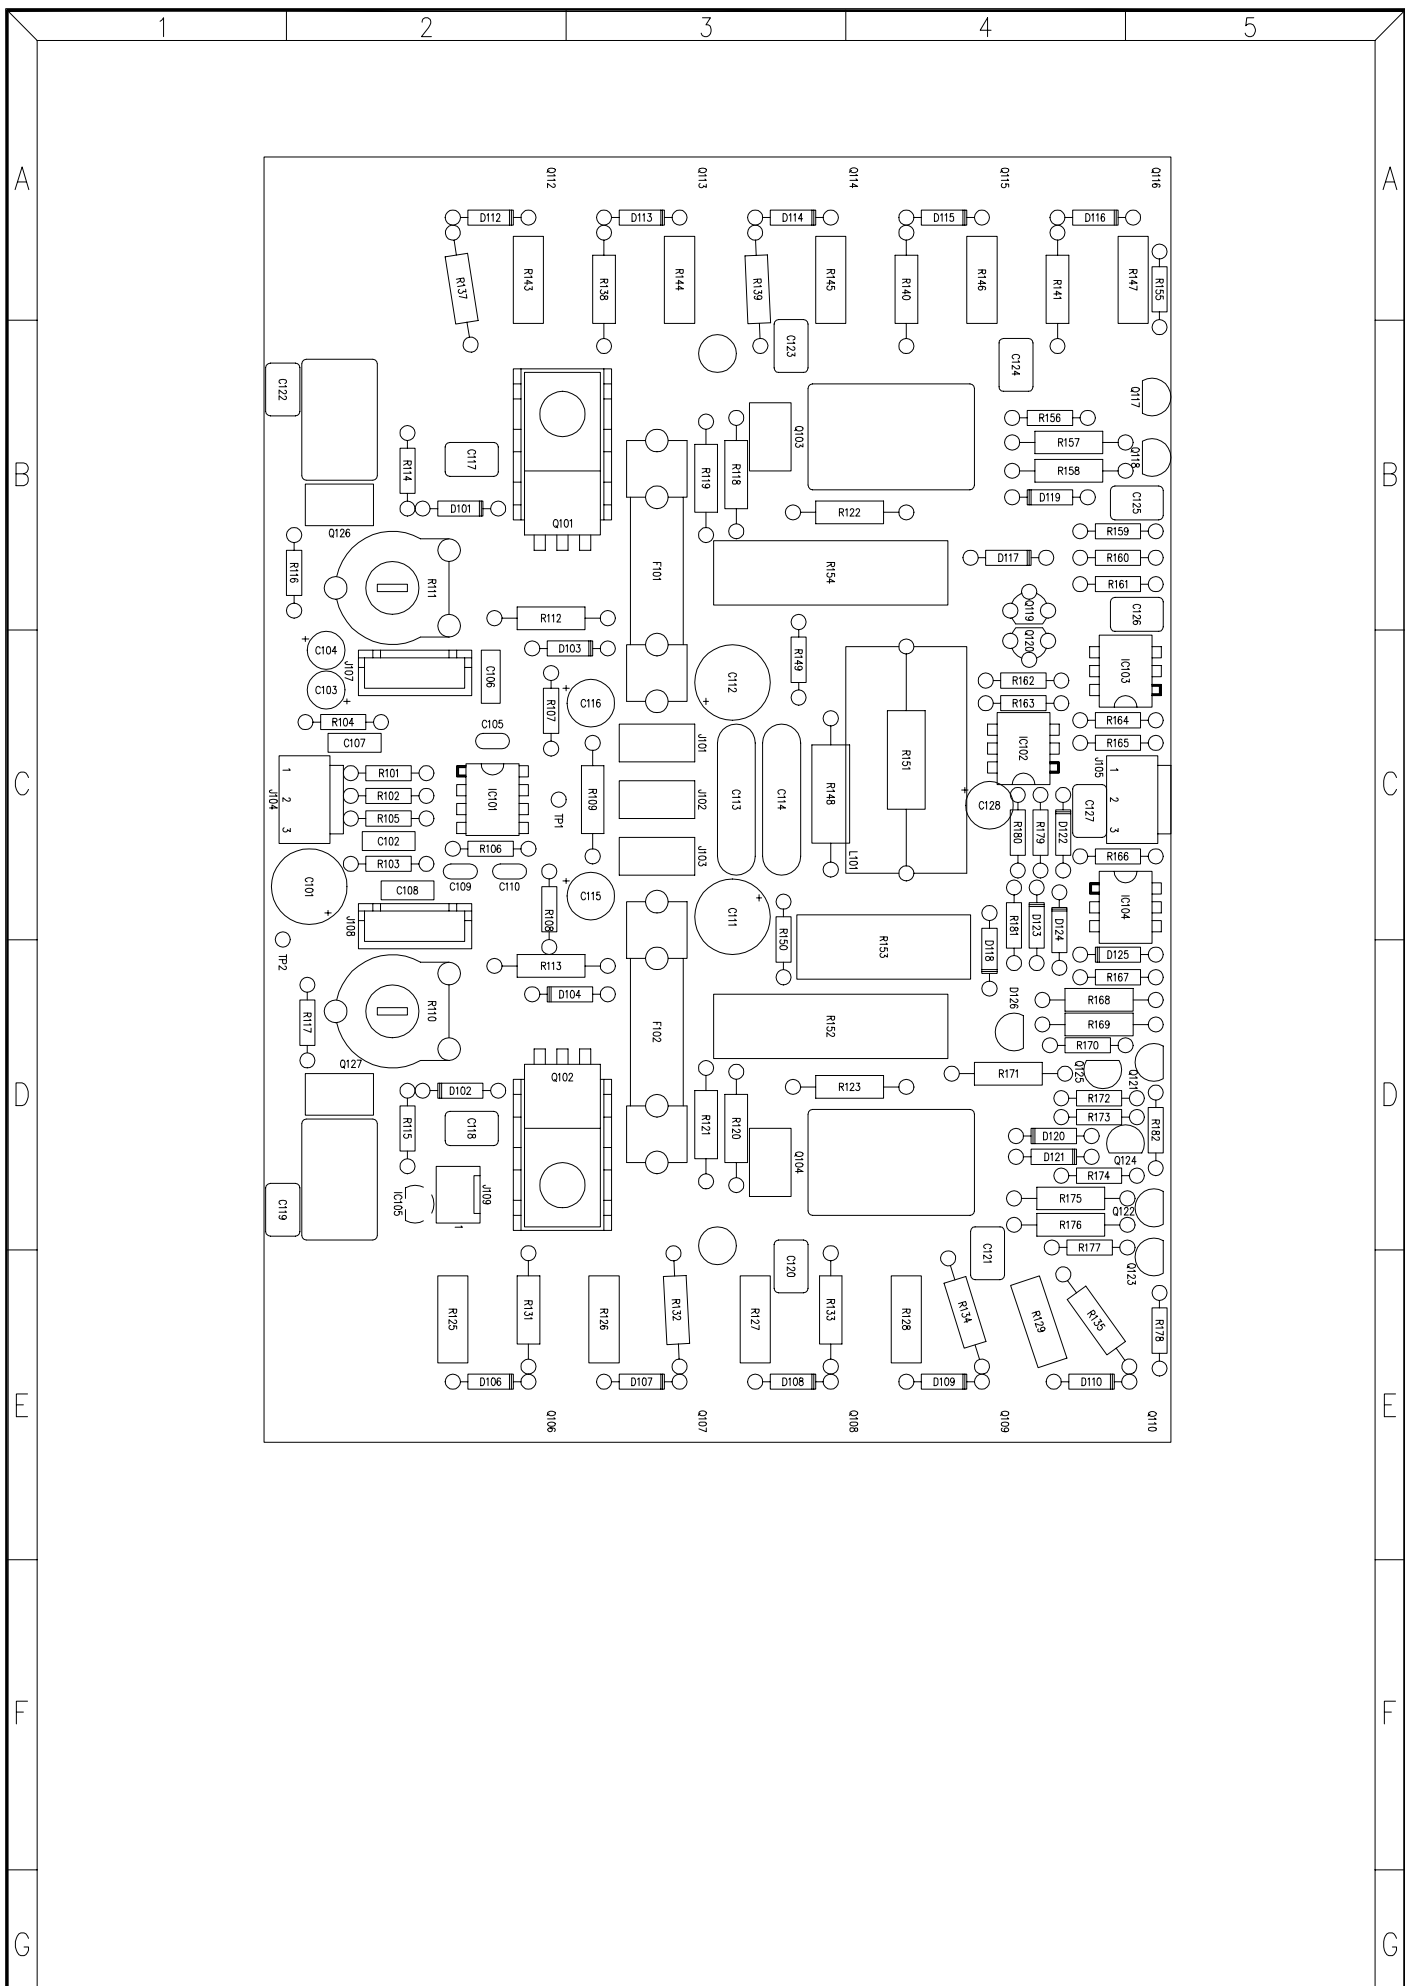 1 2 3 4 5
A A
Q112 Q113 Q114 Q115 Q116
D112 D113 D114 D115 D116
R137 R143 R138 R144 R139 R145 R140 R146 R141 R147 R155
B B
C122 C123 C124 Q117
R156
R157
Q103 Q118
R114 C117 R119 R118 R158
D119 C125
D101 R122
Q126 Q101 R159
R116 R111 F101 R154 D117 R160
R161
Q119 C126
R112
C104 J107 D103 Q120
C106 R149 IC103
C103 R107 C116 C112 R162
R163
R104 R164
C107 C105 J101 R151 IC102 R165
C C
J105
J104 1 2 3 R101 IC101 J102 C113 C114 R148 1 2 3
R102 TP1 R109 C128 C127
R105 R180 R179 D122
C102
R106 J103 L101 R166
R103
C101 C108 C109 C110 C115 C111 IC104
J108 R108 R150 R181 D123 D124
TP2 R153 D118 D125
R113 R167
D104 D126 R168
R117 R110 F102 R152 R169
R170
Q127 Q102 Q125 Q121
R123 R171
D D
D102 R172
R115 C118 R121 R120 R173 R182
D120
Q104 D121 Q124
R174
J109
C119 IC105 1 R175 Q122
R176
C121 R177
C120 Q123
R125 R131 R126 R132 R127 R133 R128 R134 R129 R135 R178
D106 D107 D108 D109 D110
E E
Q106 Q107 Q108 Q109 Q110
F F
G G
+
+
+
+
+
+
+
+